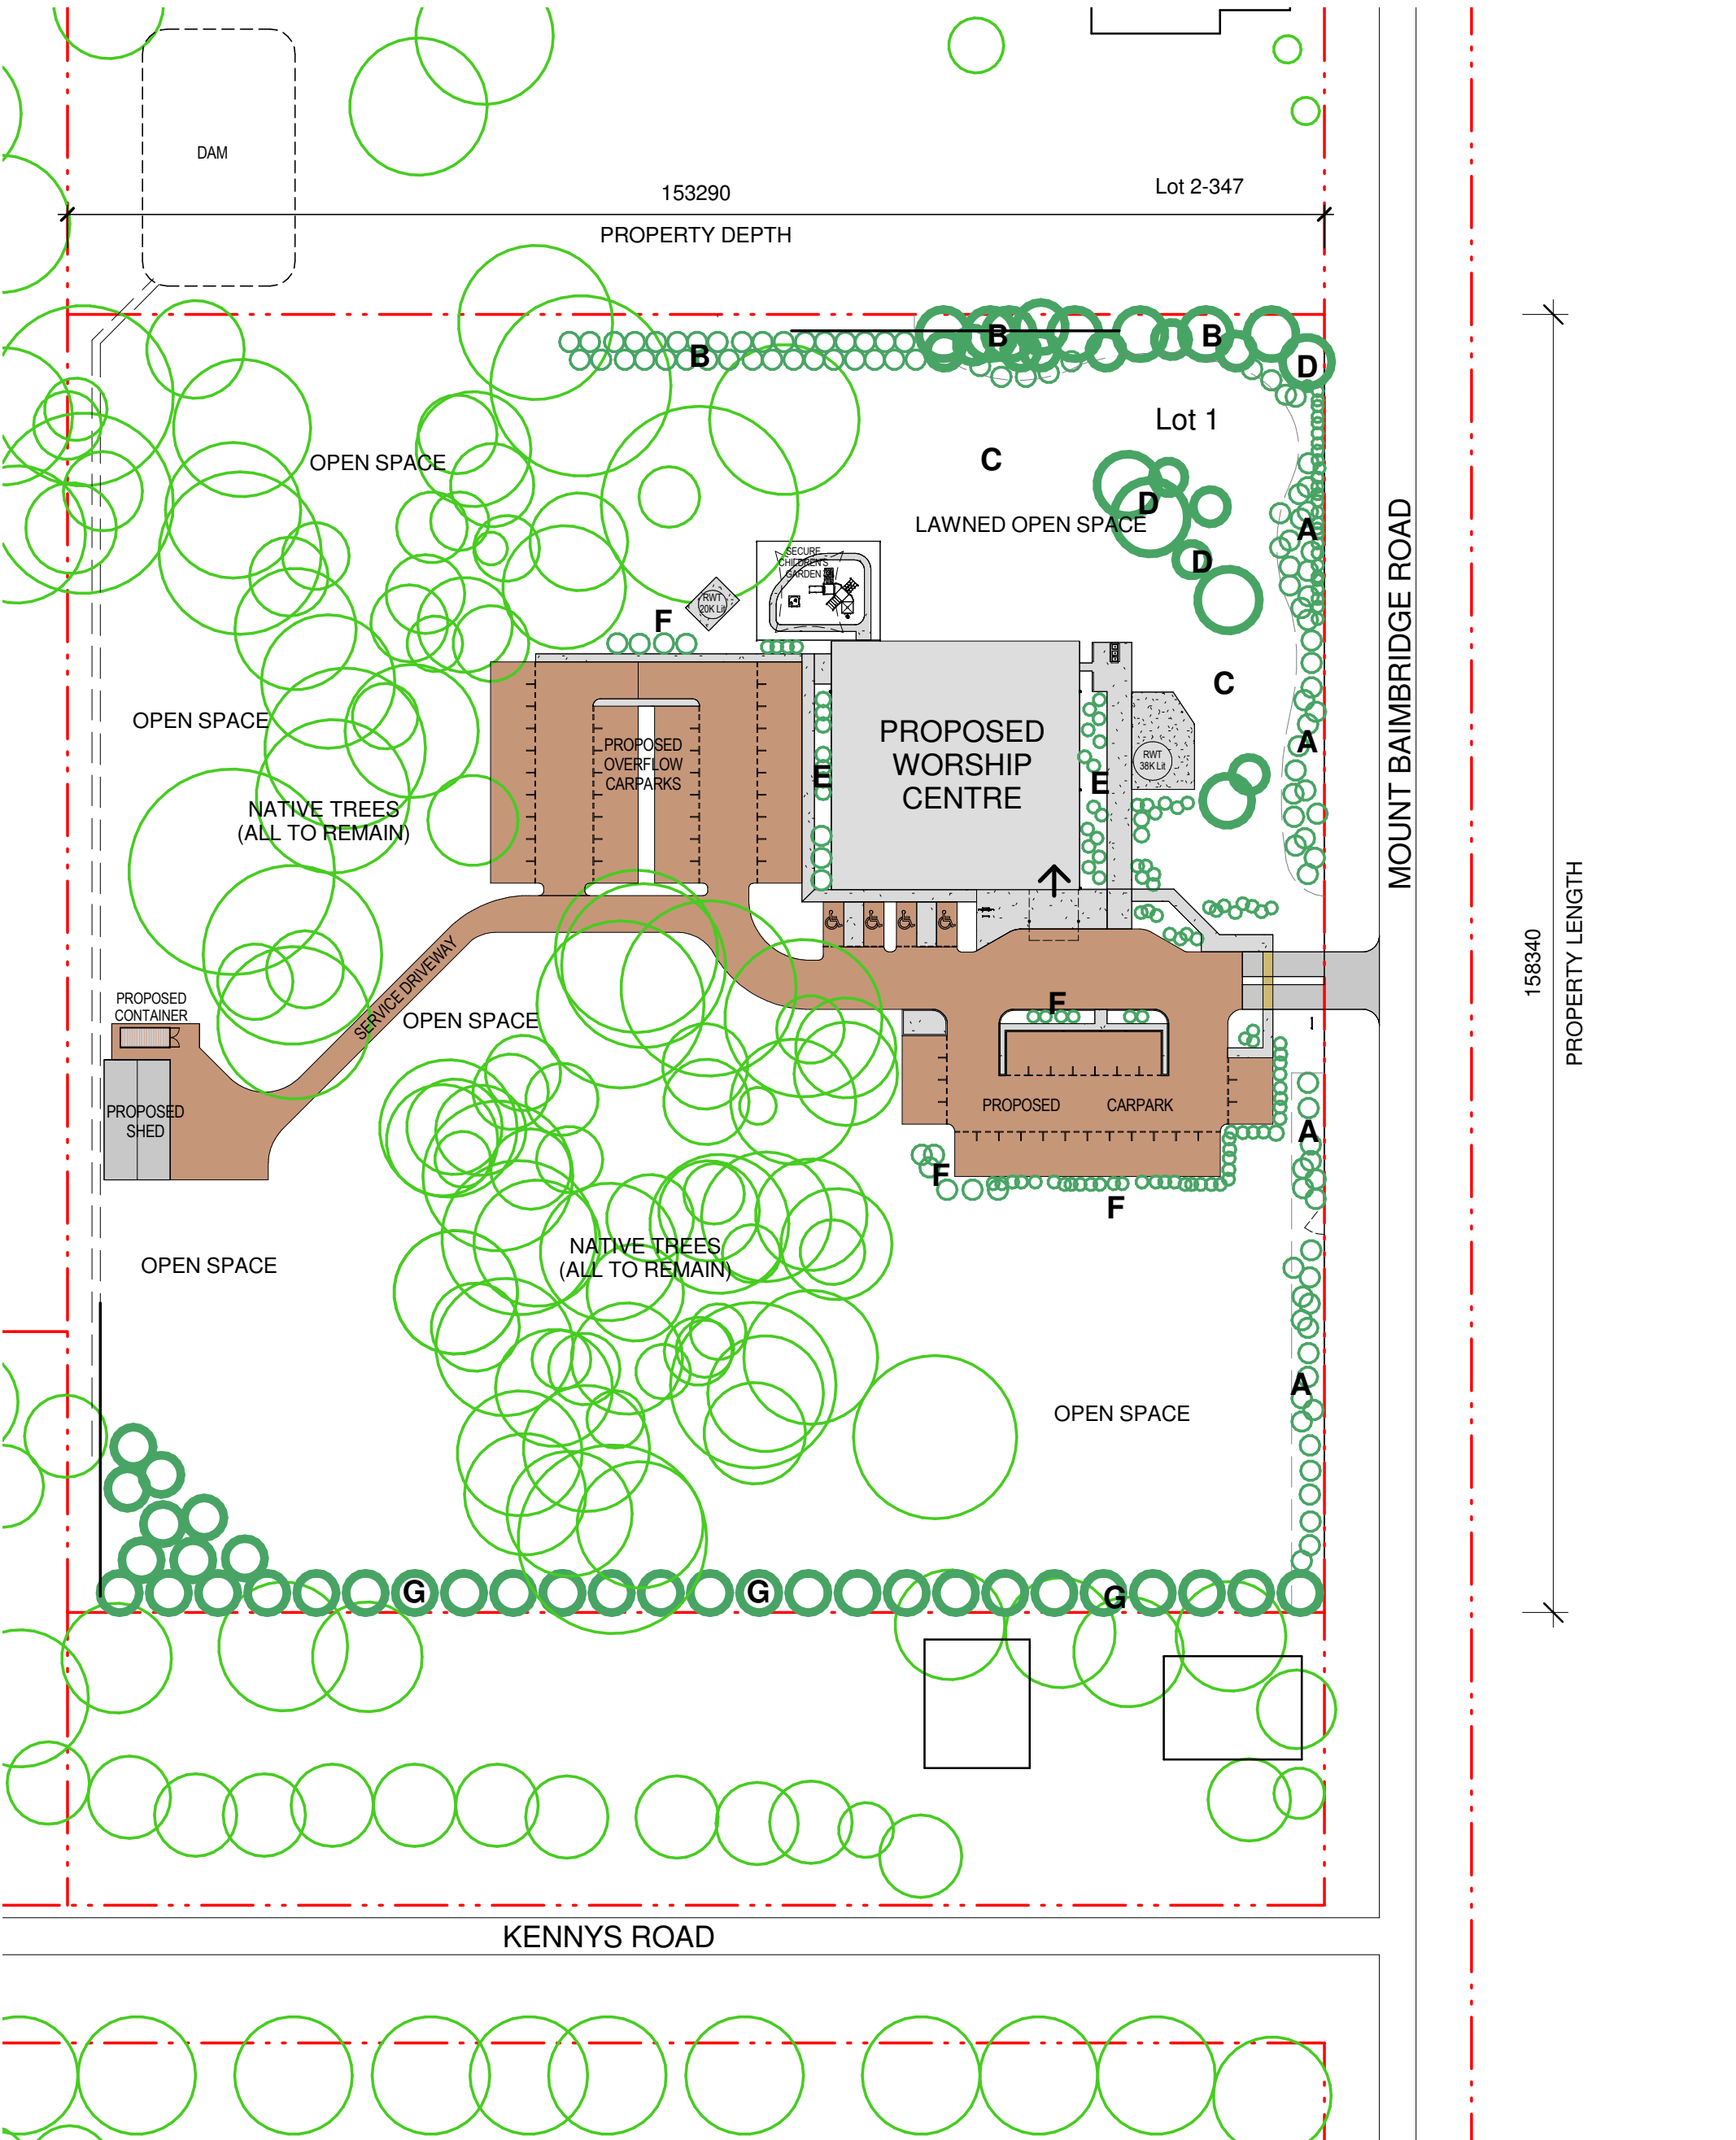 DAM
153290
Lot 2-347
PROPERTY DEPTH
B
B
B
D
Lot 1
C
OPEN SPACE
D
LAWNED OPEN SPACE
A
D
SECURE
CHILDREN'S
GARDEN
RWT
20K Lit
F
MOUNT BAIMBRIDGE ROAD
C
OPEN SPACE
PROPOSED
OVERFLOW
CARPARKS
PROPOSED
WORSHIP
CENTRE
A
RWT
38K Lit
E
E
NATIVE TREES
(ALL TO REMAIN)
158340
PROPERTY LENGTH
SERVICE DRIVEWAY
PROPOSED
CONTAINER
OPEN SPACE
F
PROPOSED
SHED
PROPOSED CARPARK
A
F
F
NATIVE TREES
(ALL TO REMAIN)
OPEN SPACE
A
OPEN SPACE
G
G
G
KENNYS ROAD